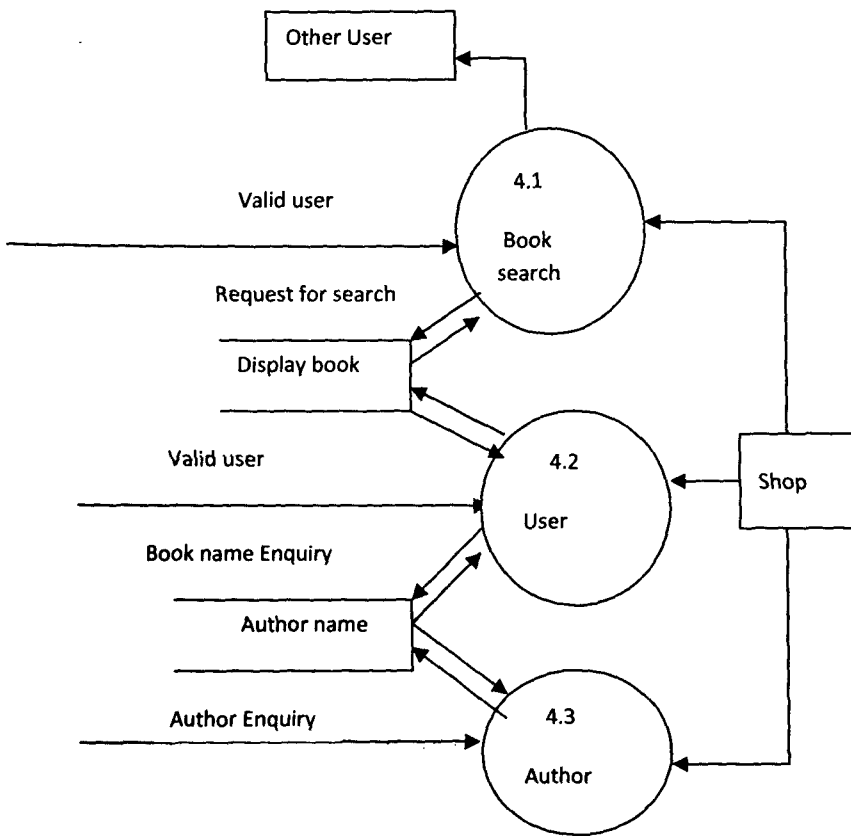 Other User
4.1
Valid user
Book
search
Request for search
Display book
Valid user
4.2
Shop
User
Book name Enquiry
Author name
Author Enquiry
4.3
Author